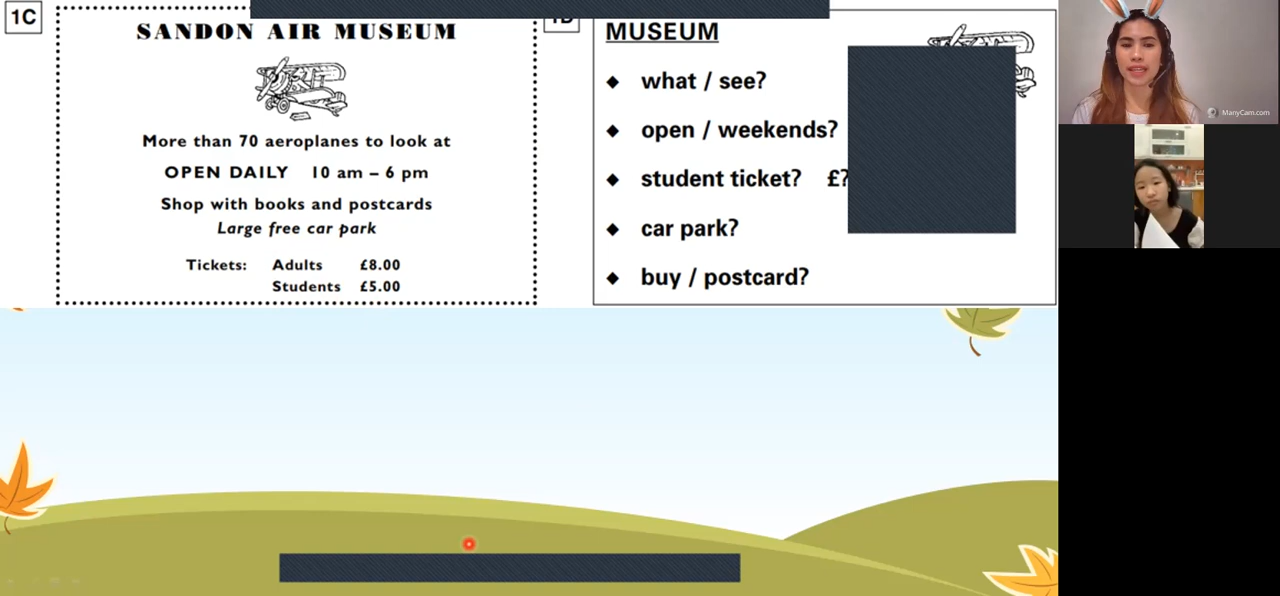 1C
SANDON AIR MUSEUM
More than 70 aeroplanes to look at
OPEN DAILY 10 am – 6 pm
Shop with books and postcards
Large free car park
Tickets: Adults £8.00
Students £5.00
MUSEUM
◆ what / see?
◆ open / weekends?
◆ student ticket? £?
◆ car park?
◆ buy / postcard?
ManyCam.com